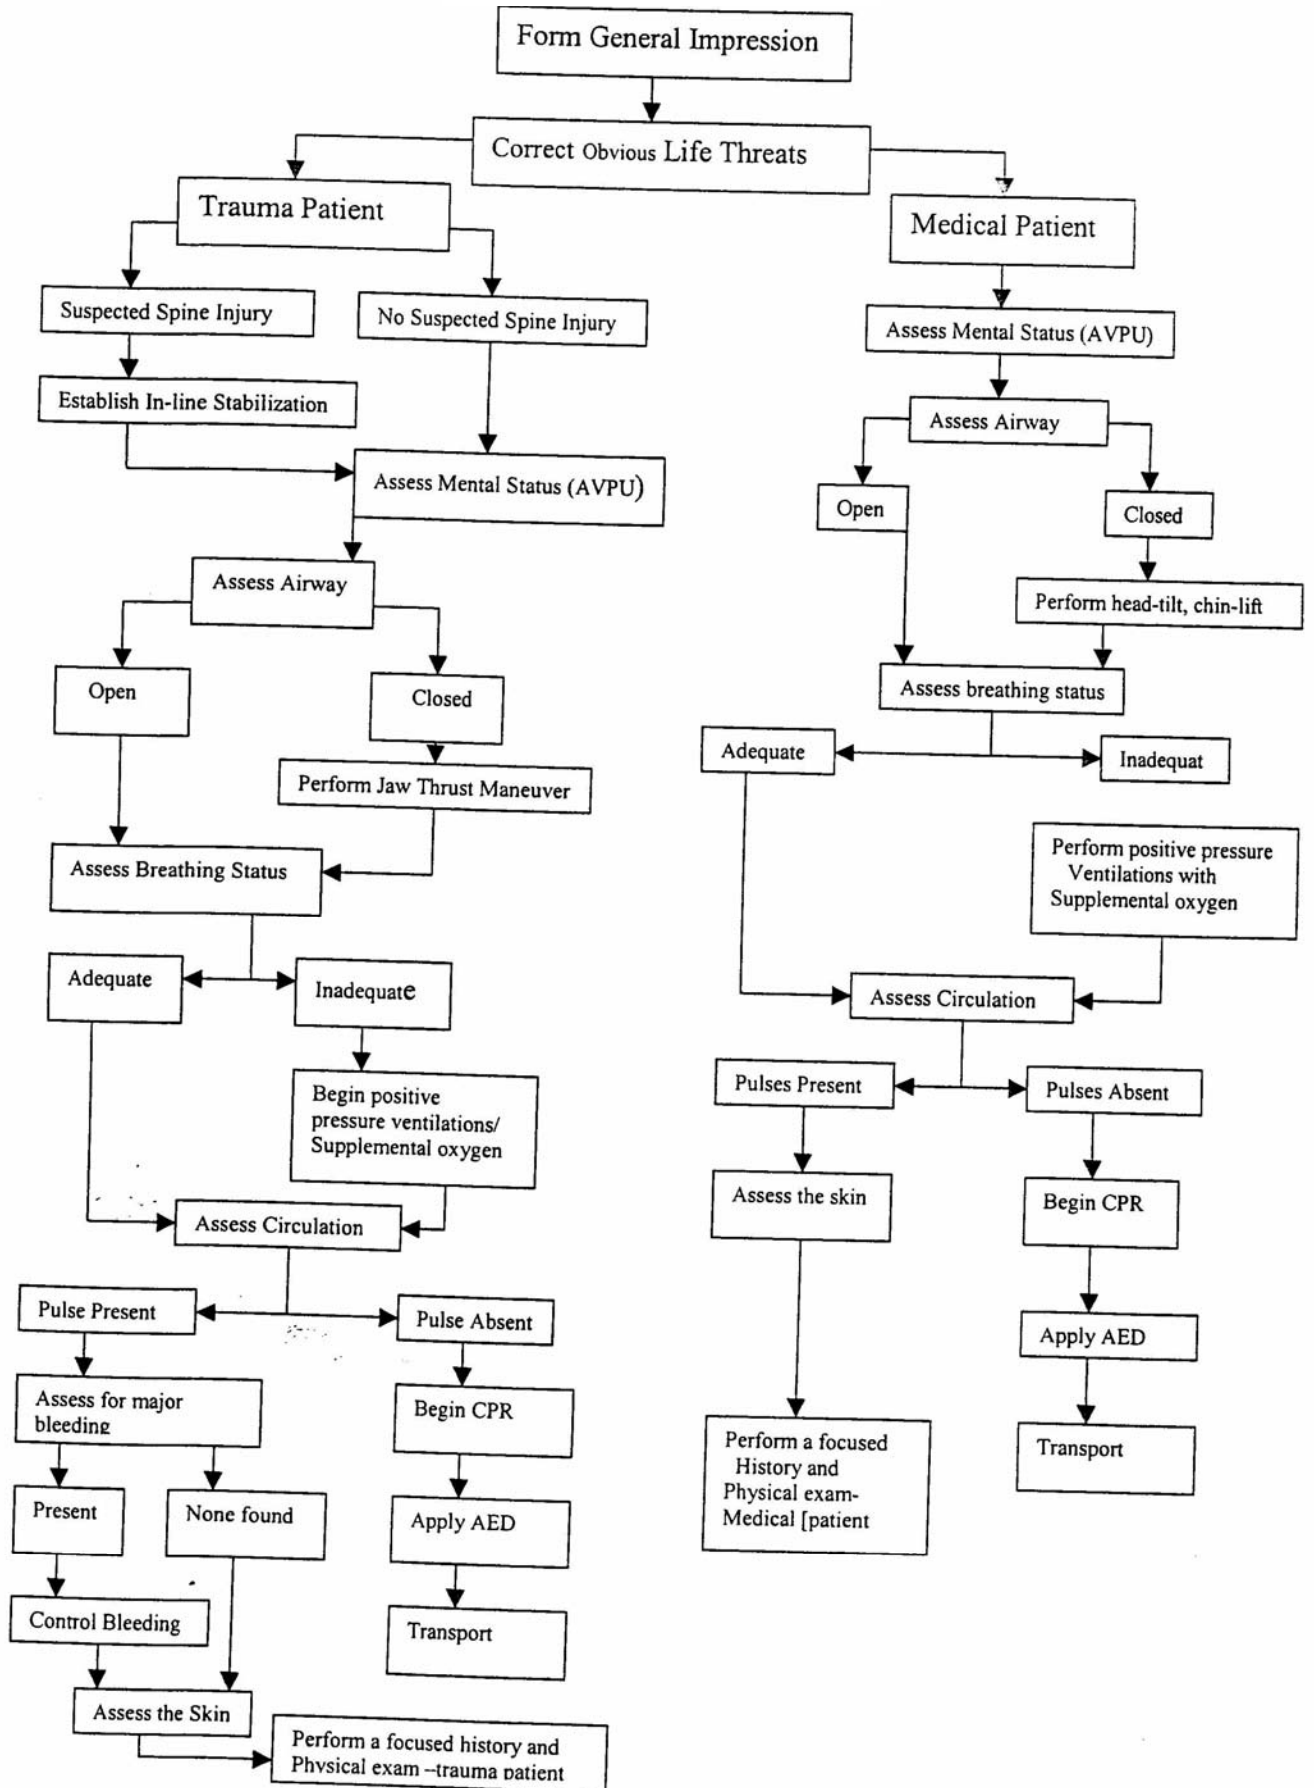 Form General Impression
Correct Obvious Life Threats
Trauma Patient
Medical Patient
Suspected Spine Injury
No Suspected Spine Injury
Assess Mental Status (AVPU)
Establish In-line Stabilization
Assess Airway
Assess Mental Status (AVPU)
Open
Closed
Assess Airway
Perform head-tilt, chin-lift
Open
Closed
Assess breathing status
Perform Jaw Thrust Maneuver
Adequate
Inadequat
Assess Breathing Status
Perform positive pressure
Ventilations with
Supplemental oxygen
Adequate
Inadequate
Assess Circulation
Begin positive
pressure ventilations/
Supplemental oxygen
Pulses Present
Pulses Absent
Assess Circulation
Assess the skin
Begin CPR
Pulse Present
Pulse Absent
Apply AED
Assess for major
bleeding
Begin CPR
Perform a focused
History and
Physical exam-
Medical [patient
Transport
Present
None found
Apply AED
Control Bleeding
Transport
Assess the Skin
Perform a focused history and
Physical exam –trauma patient